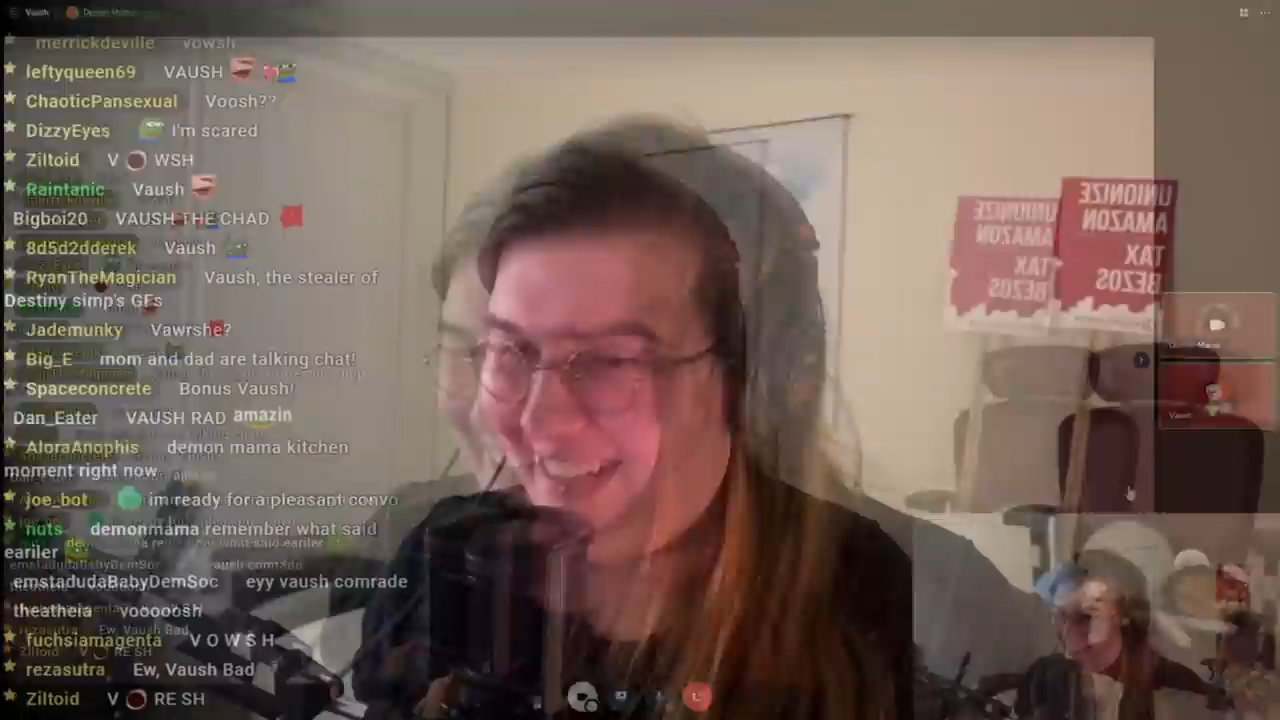 Vaush
merrickdeville vowsh
leftyqueen69 VAUSH
ChaoticPansexual Voosh??
DizzyEyes I'm scared
Ziltoid V WSH
Raintanic Vaush
Bigboi20 VAUSH THE CHAD
8d5d2dderek Vaush
RyanTheMagician Vaush, the stealer of
Destiny simp's GFs
Jademunky Vawrshe?
Big_E mom and dad are talking chat!
Spaceconcrete Bonus Vaush!
Dan_Eater VAUSH RAD amazin
AloraAnophis demon mama kitchen
moment right now
joe_bot im ready for a pleasant convo
nuts demonmama remember what said
eariler
emstadudaBabyDemSoc eyy vaush comrade
theatheia voooosh
fuchsiamagenta V O W S H
rezasutra Ew, Vaush Bad
Ziltoid V RE SH
UNIONIZE
AMAZON
TAX
BEZOS
UNIONIZE
AMAZON
TAX
BEZOS